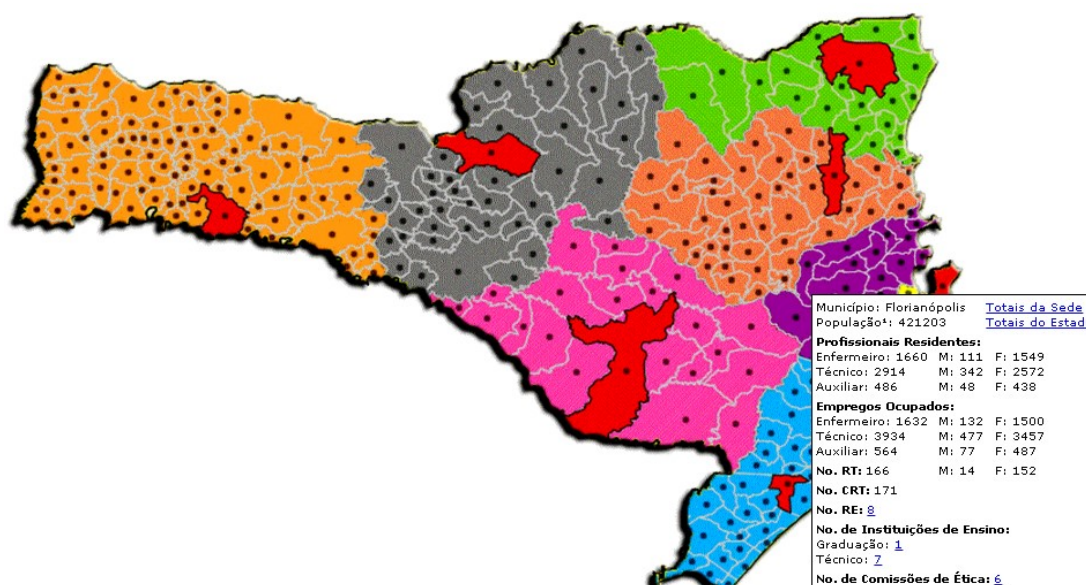 Município: Florianópolis Totais da Sede
População¹: 421203 Totais do Estad
Profissionais Residentes:
Enfermeiro: 1660 M: 111 F: 1549
Técnico: 2914 M: 342 F: 2572
Auxiliar: 486 M: 48 F: 438
Empregos Ocupados:
Enfermeiro: 1632 M: 132 F: 1500
Técnico: 3934 M: 477 F: 3457
Auxiliar: 564 M: 77 F: 487
No. RT: 166 M: 14 F: 152
No. CRT: 171
No. RE: 8
No. de Instituições de Ensino:
Graduação: 1
Técnico: 7
No. de Comissões de Ética: 6